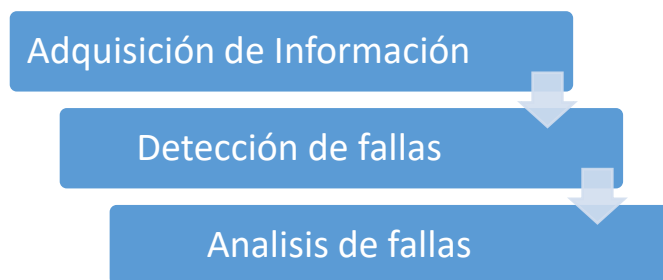 Adquisición de Información
Detección de fallas
Analisis de fallas